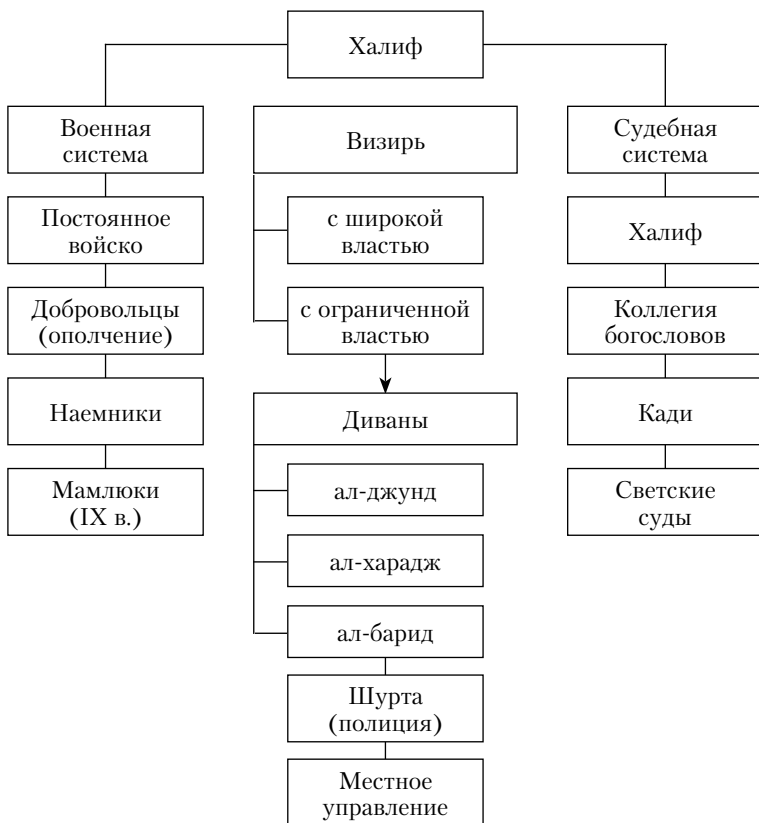 Халиф
Военная
система
Постоянное
войско
Добровольцы
(ополчение)
Наемники
Мамлюки
(IX в.)
Визирь
с широкой
властью
с ограниченной
властью
Диваны
ал-джунд
ал-харадж
ал-барид
Шурта
(полиция)
Местное
управление
Судебная
система
Халиф
Коллегия
богословов
Кади
Светские
суды